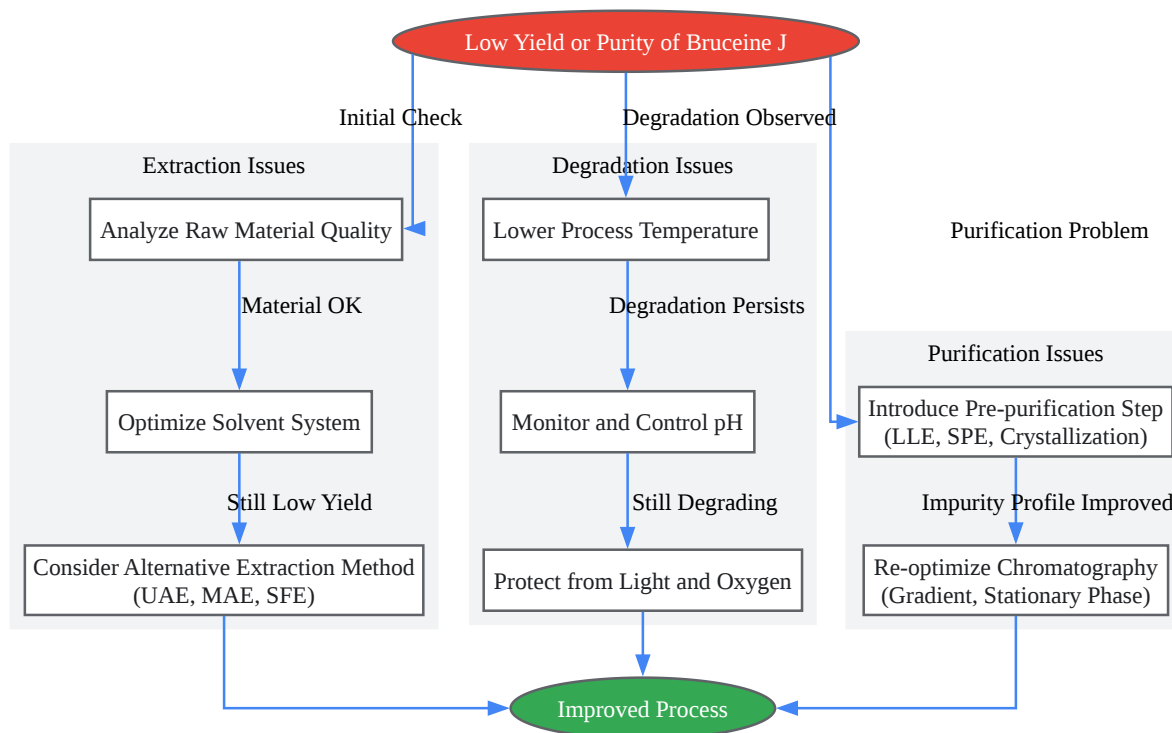 Low Yield or Purity of Bruceine J
Initial Check
Degradation Observed
Extraction Issues
Degradation Issues
Analyze Raw Material Quality
Lower Process Temperature
Purification Problem
Material OK
Degradation Persists
Purification Issues
Optimize Solvent System
Monitor and Control pH
Introduce Pre-purification Step
(LLE, SPE, Crystallization)
Still Low Yield
Still Degrading
Impurity Profile Improved
Consider Alternative Extraction Method
(UAE, MAE, SFE)
Protect from Light and Oxygen
Re-optimize Chromatography
(Gradient, Stationary Phase)
Improved Process